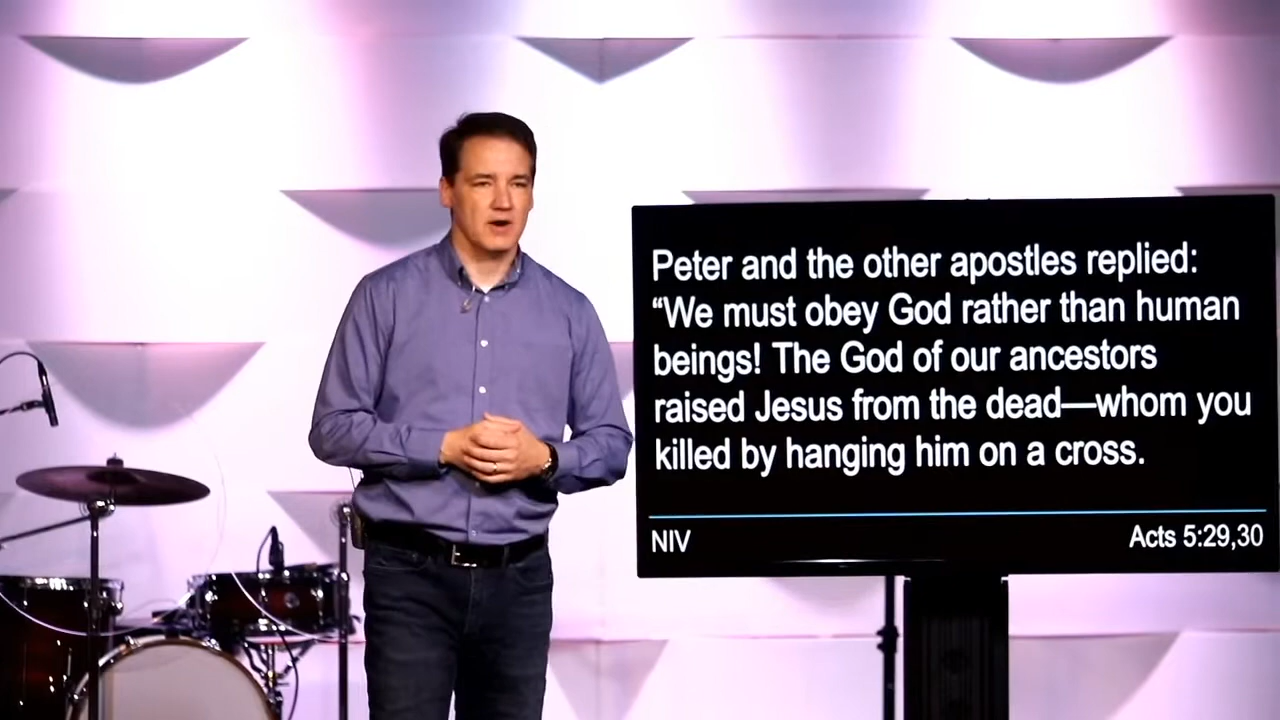 Peter and the other apostles replied:
“We must obey God rather than human
beings! The God of our ancestors
raised Jesus from the dead—whom you
killed by hanging him on a cross.
NIV
Acts 5:29,30